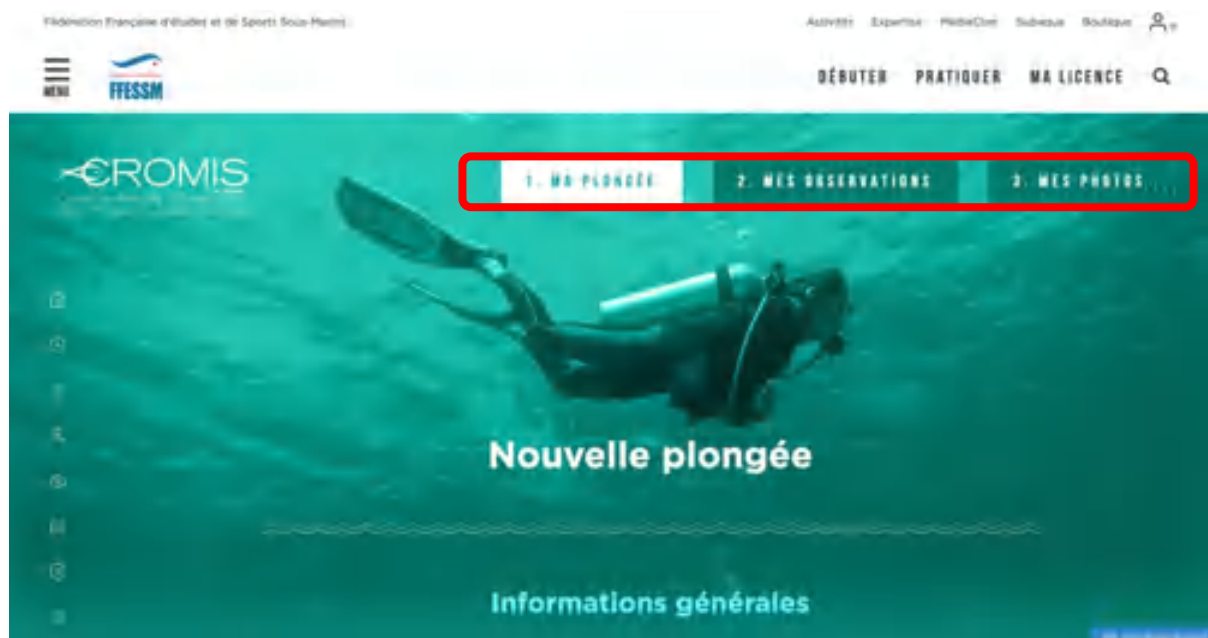 Fédération Française d'études et de Sports Sous-Marins
Activités Expertise MédiaClub Subaqua Boutique
MENU
FFESSM
DÉBUTER PRATIQUER MA LICENCE
CROMIS
1. MA PLONGÉE 2. MES OBSERVATIONS 3. MES PHOTOS ....
Nouvelle plongée
Informations générales